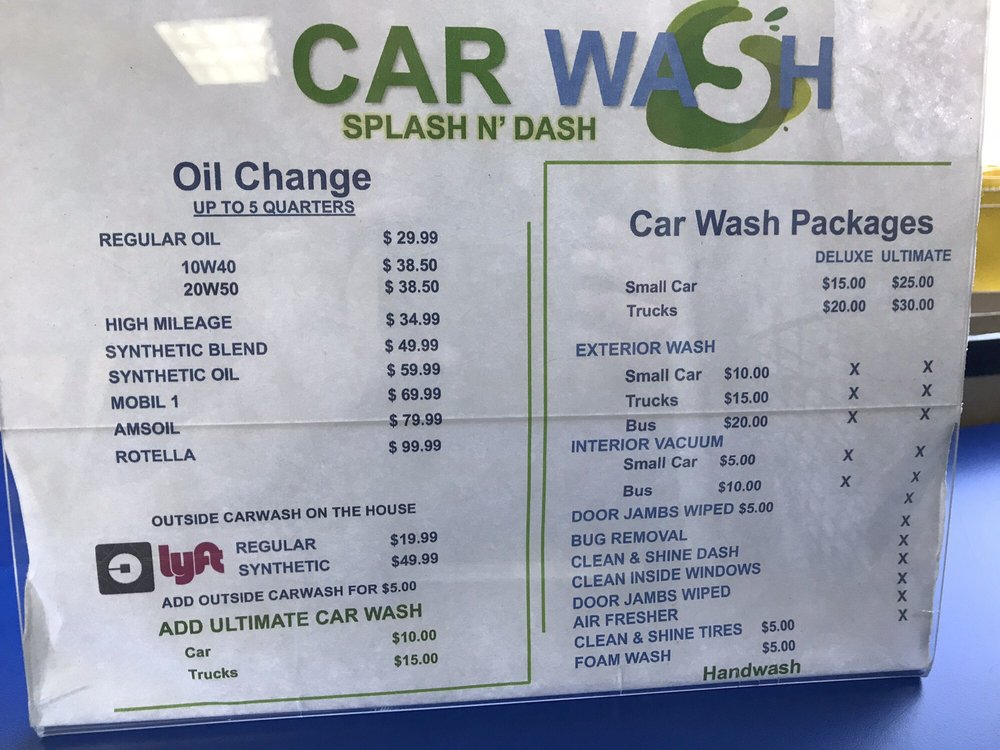 CAR WASH
SPLASH N' DASH
Oil Change
UP TO 5 QUARTERS
REGULAR OIL $ 29.99
10W40 $ 38.50
20W50 $ 38.50
HIGH MILEAGE $ 34.99
SYNTHETIC BLEND $ 49.99
SYNTHETIC OIL $ 59.99
MOBIL 1 $ 69.99
AMSOIL $ 79.99
ROTELLA $ 99.99
OUTSIDE CARWASH ON THE HOUSE
lyft
REGULAR $19.99
SYNTHETIC $49.99
ADD OUTSIDE CARWASH FOR $5.00
ADD ULTIMATE CAR WASH
Car $10.00
Trucks $15.00
Car Wash Packages
DELUXE ULTIMATE
Small Car $15.00 $25.00
Trucks $20.00 $30.00
EXTERIOR WASH
Small Car $10.00 X X
Trucks $15.00 X X
Bus $20.00 X X
INTERIOR VACUUM
Small Car $5.00 X X
Bus $10.00 X X
DOOR JAMBS WIPED $5.00 X
BUG REMOVAL X
CLEAN & SHINE DASH X
CLEAN INSIDE WINDOWS X
DOOR JAMBS WIPED X
AIR FRESHER X
CLEAN & SHINE TIRES $5.00 X
FOAM WASH $5.00
Handwash